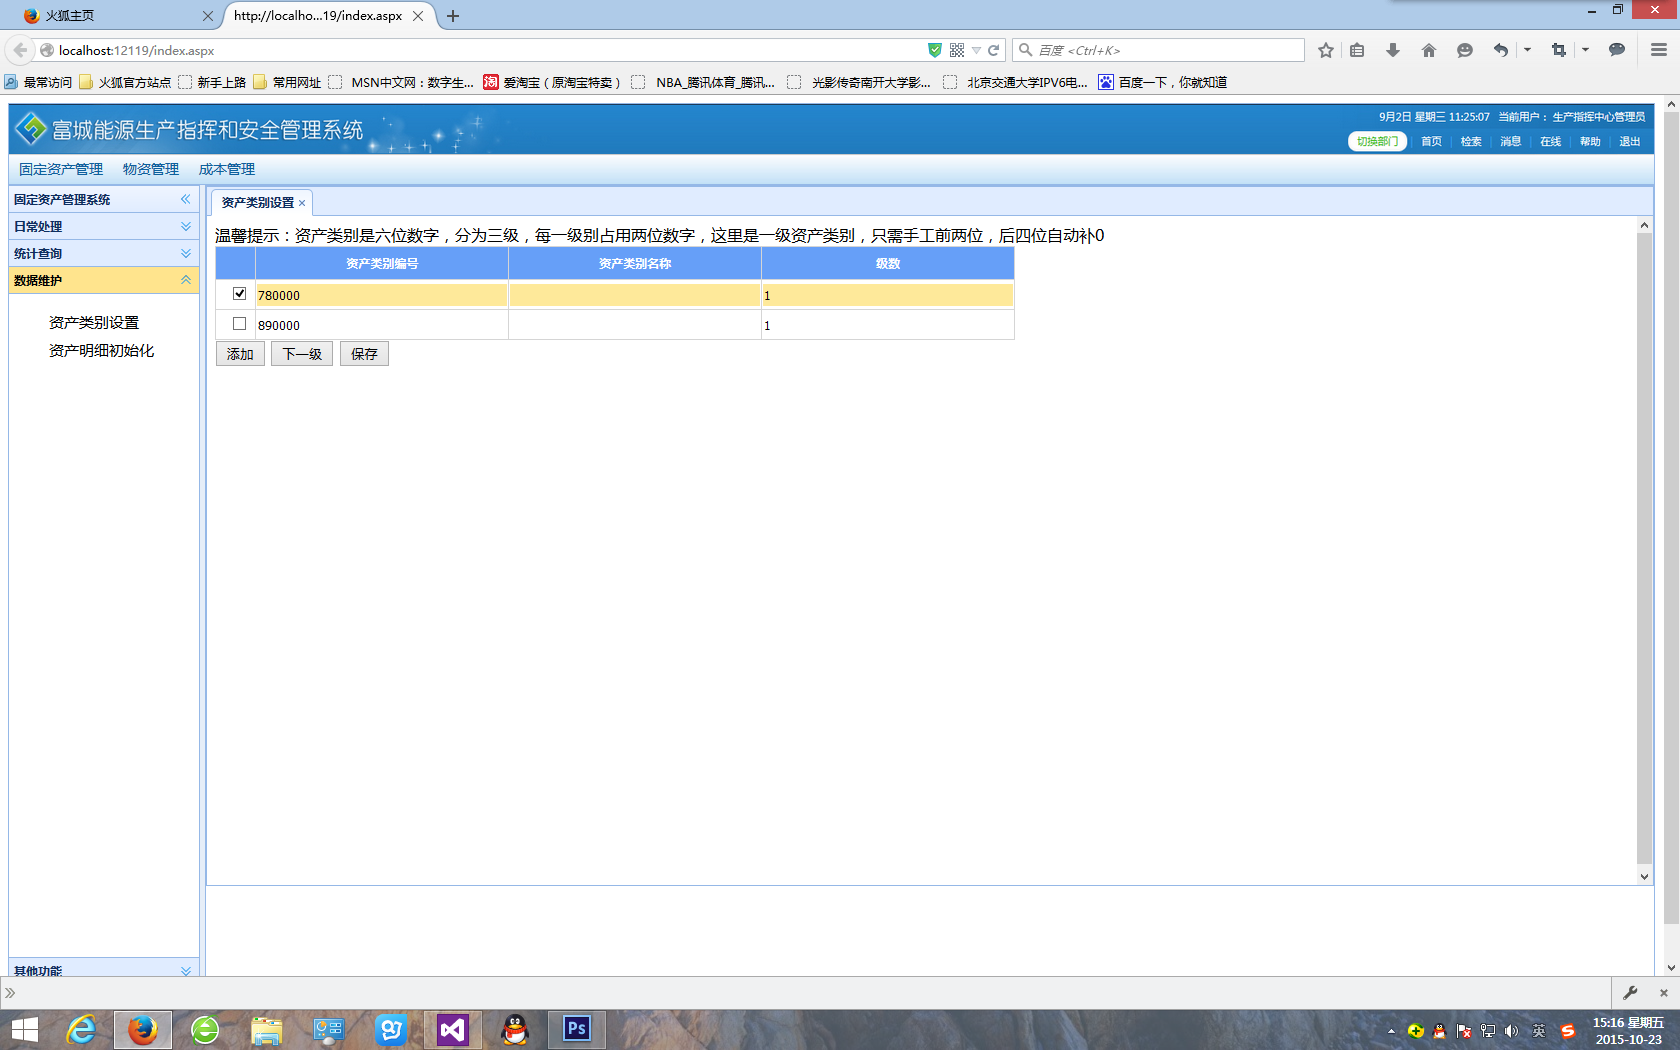 火狐主页
http://localho...19/index.aspx
localhost:12119/index.aspx
百度 <Ctrl+K>
最常访问 火狐官方站点 新手上路 常用网址 MSN中文网：数字生... 淘 爱淘宝（原淘宝特卖） NBA_腾讯体育_腾讯... 光影传奇南开大学影... 北京交通大学IPV6电... 百度一下，你就知道
富城能源生产指挥和安全管理系统
9月2日 星期三 11:25:07 当前用户： 生产指挥中心管理员
切换部门 首页 检索 消息 在线 帮助 退出
固定资产管理 物资管理 成本管理
固定资产管理系统
日常处理
统计查询
数据维护
资产类别设置
资产明细初始化
其他功能
资产类别设置 ×
温馨提示：资产类别是六位数字，分为三级，每一级别占用两位数字，这里是一级资产类别，只需手工前两位，后四位自动补0
资产类别编号 资产类别名称 级数
780000 1
890000 1
添加 下一级 保存
Ps
英
15:16 星期五
2015-10-23